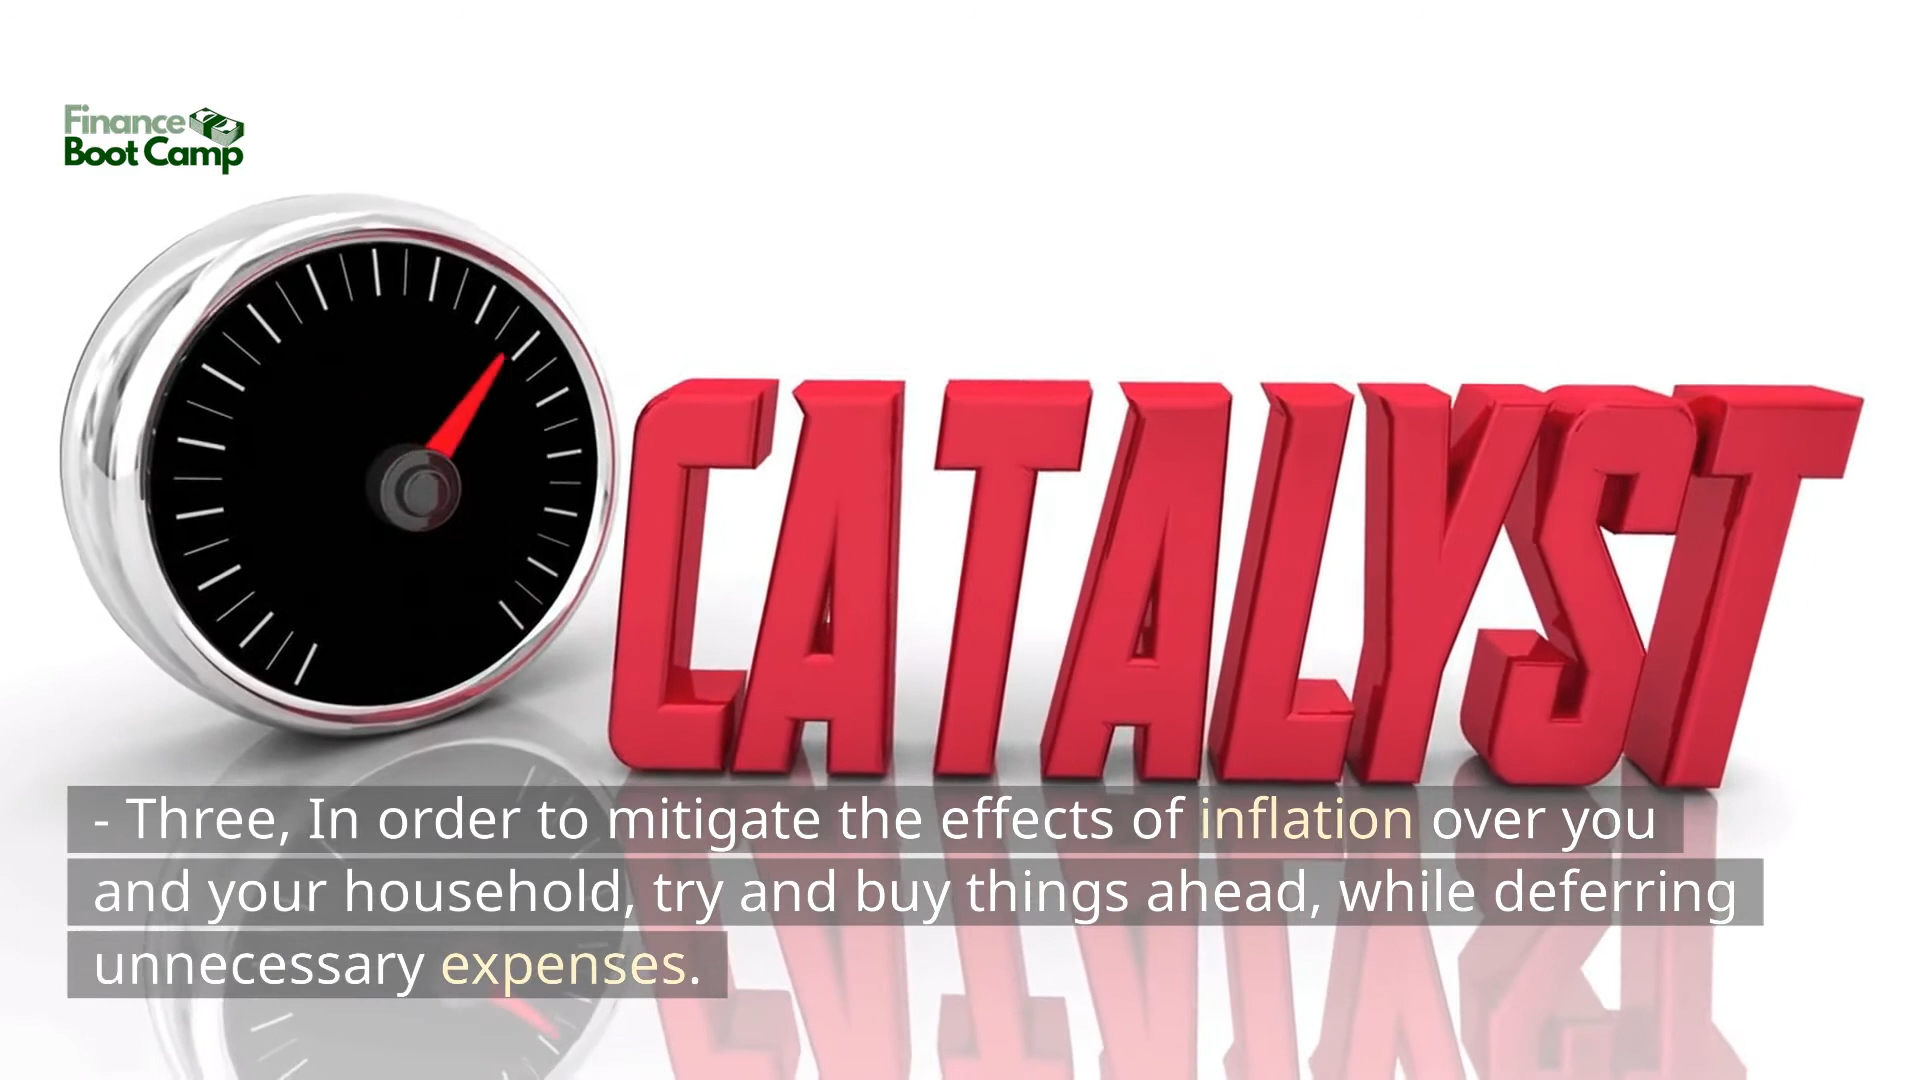 Finance
Boot Camp
CATALYST
- Three, In order to mitigate the effects of inflation over you
and your household, try and buy things ahead, while deferring
unnecessary expenses.